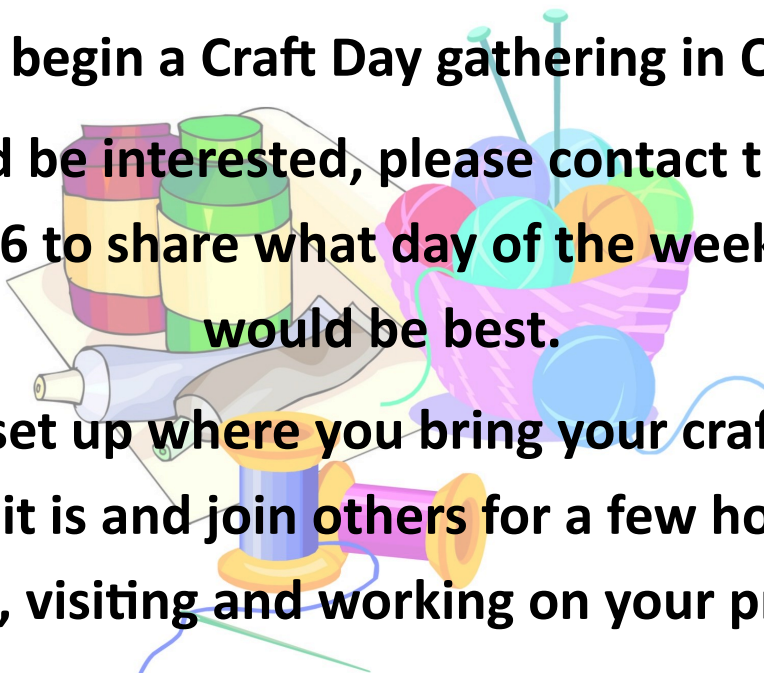 begin a Craft Day gathering in C
d be interested, please contact t
6 to share what day of the week
would be best.
set up where you bring your craf
it is and join others for a few ho
, visiting and working on your pr